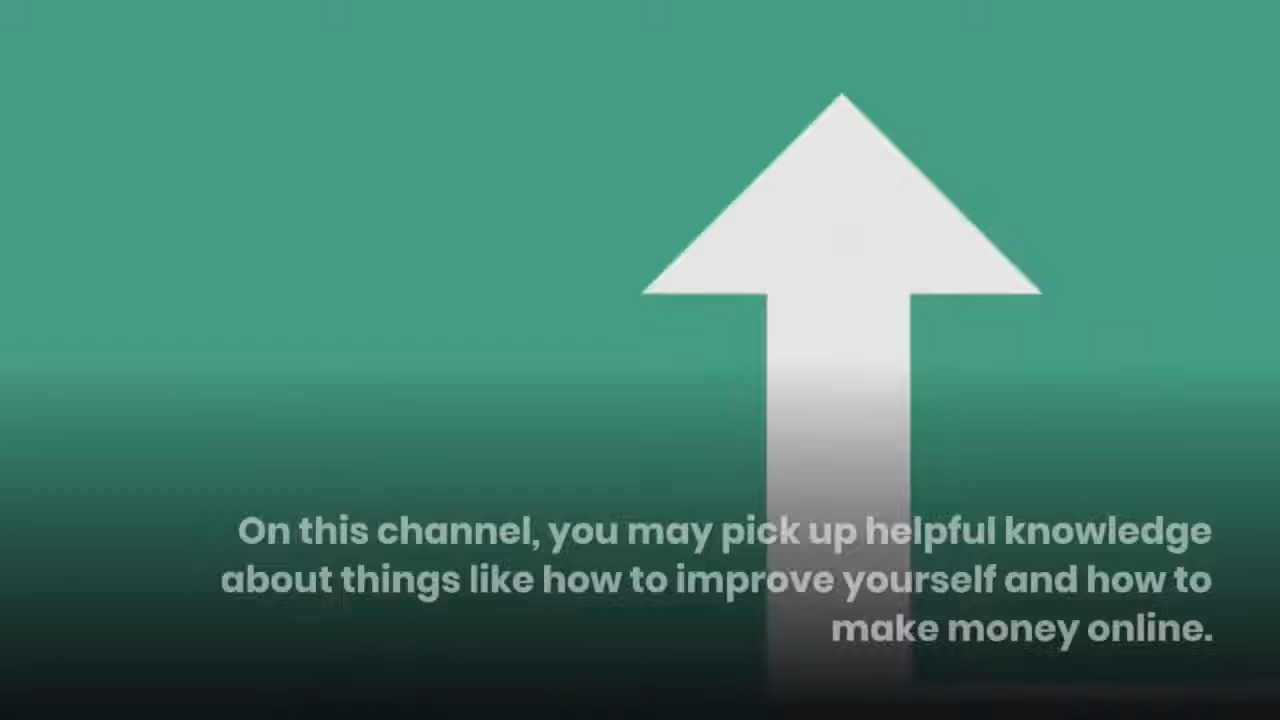 On this channel, you may pick up helpful knowledge
about things like how to improve yourself and how to
make money online.